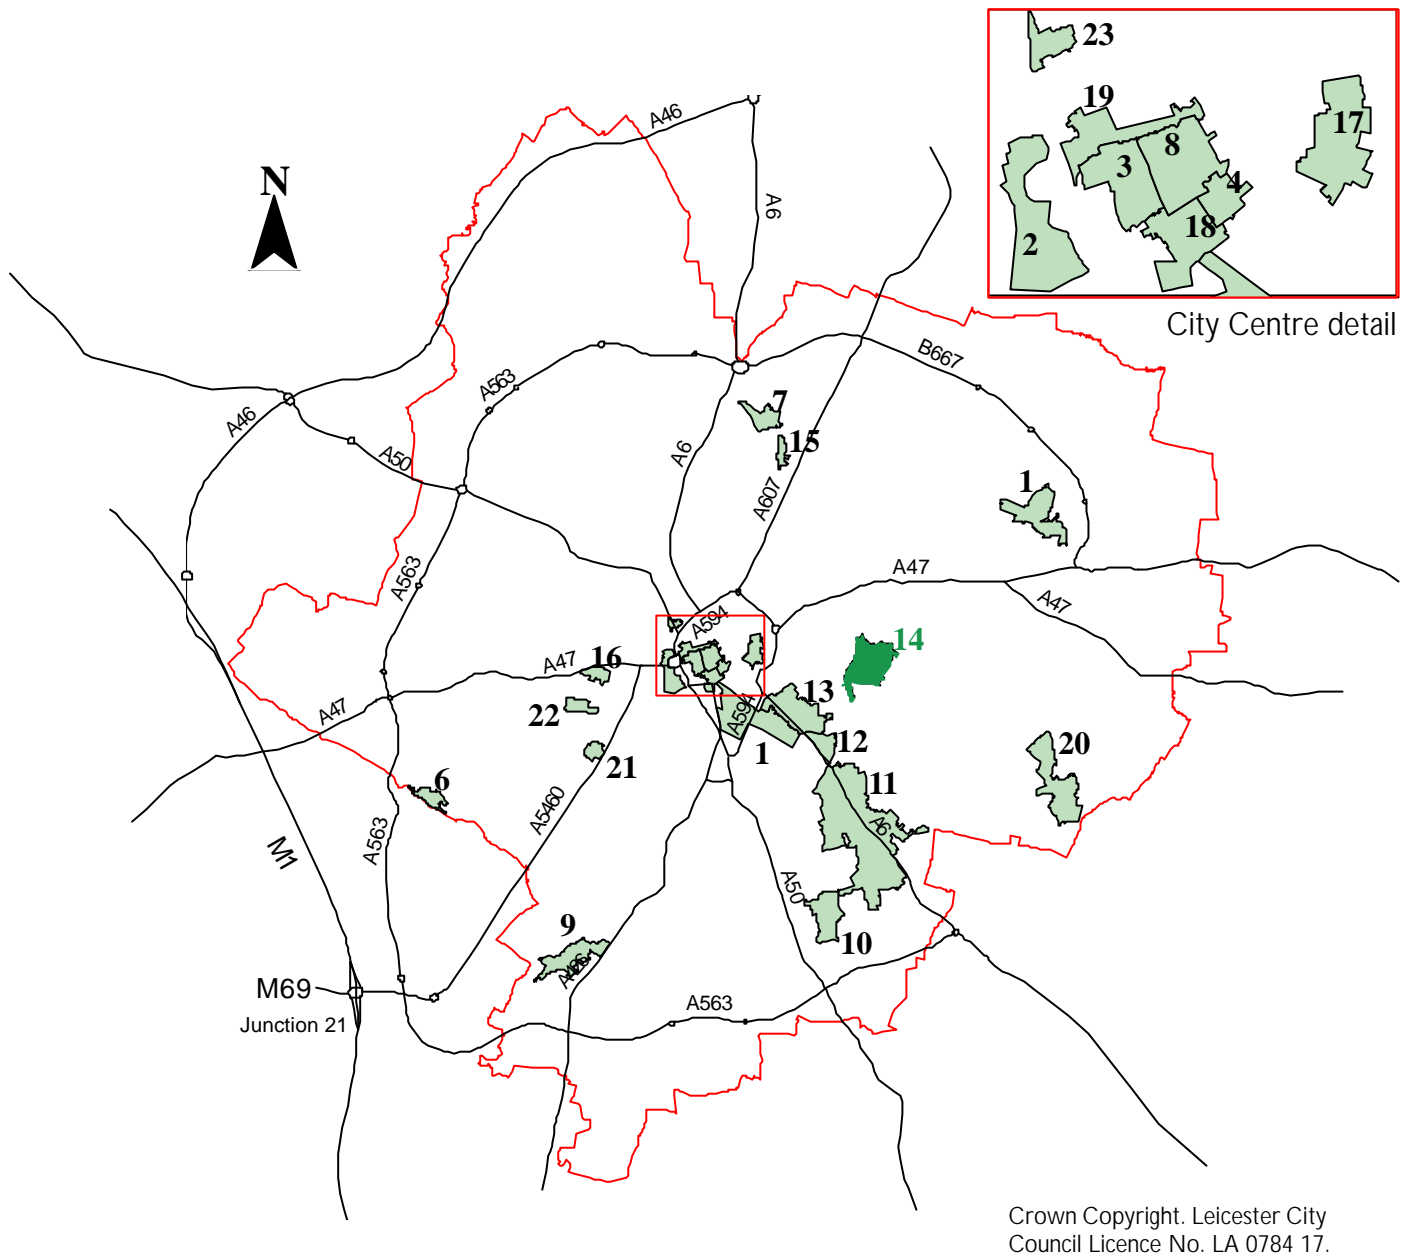 23
19
17
8
3
4
18
2
City Centre detail
N
A46
A6
B667
A563
7
A46
15
A50
A6
A607
1
A563
A47
A47
A594
14
A47
16
13
A47
22
A594
12
1
21
20
6
11
A5460
A6
A563
M1
A50
9
10
A426
M69
A563
Junction 21
Crown Copyright. Leicester City
Council Licence No. LA 0784 17.